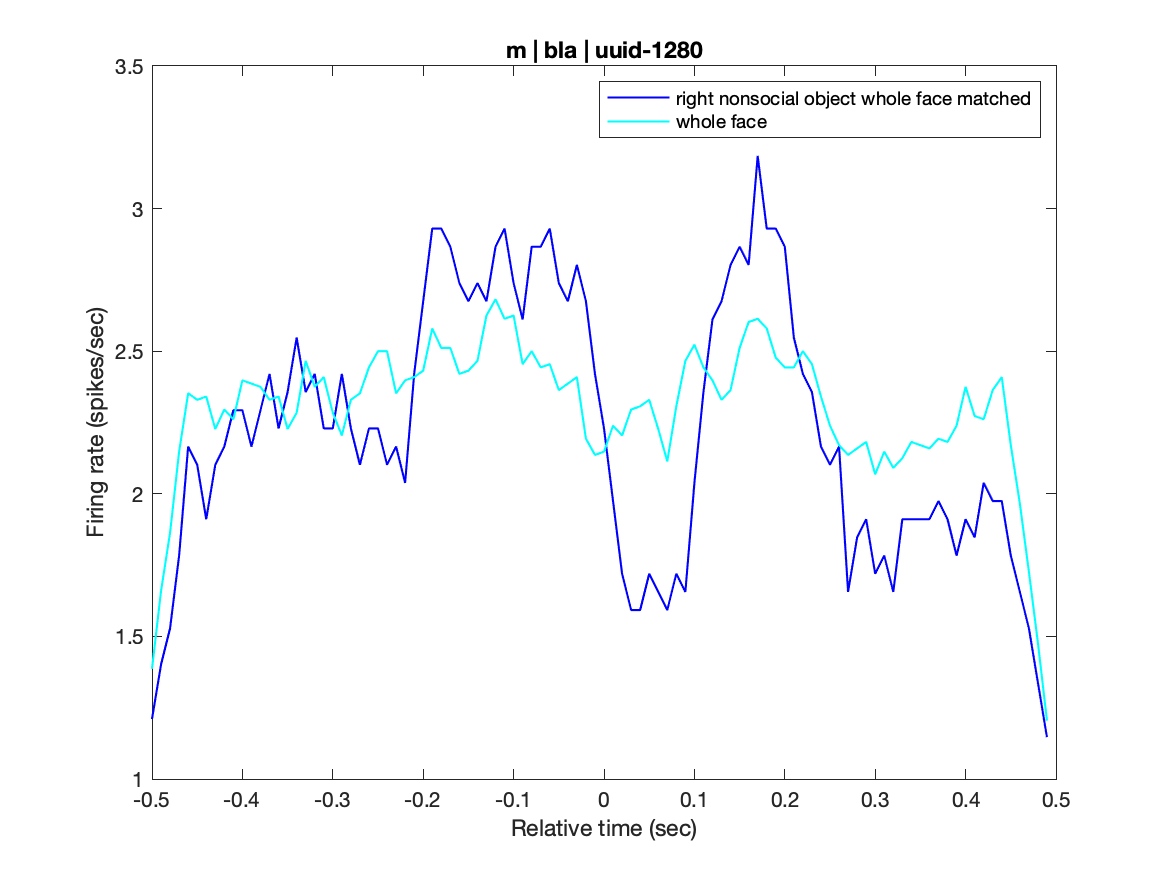 m | bla | uuid-1280
right nonsocial object whole face matched
whole face
3.5
3
2.5
2
1.5
1
Firing rate (spikes/sec)
-0.5 -0.4 -0.3 -0.2 -0.1 0 0.1 0.2 0.3 0.4 0.5
Relative time (sec)